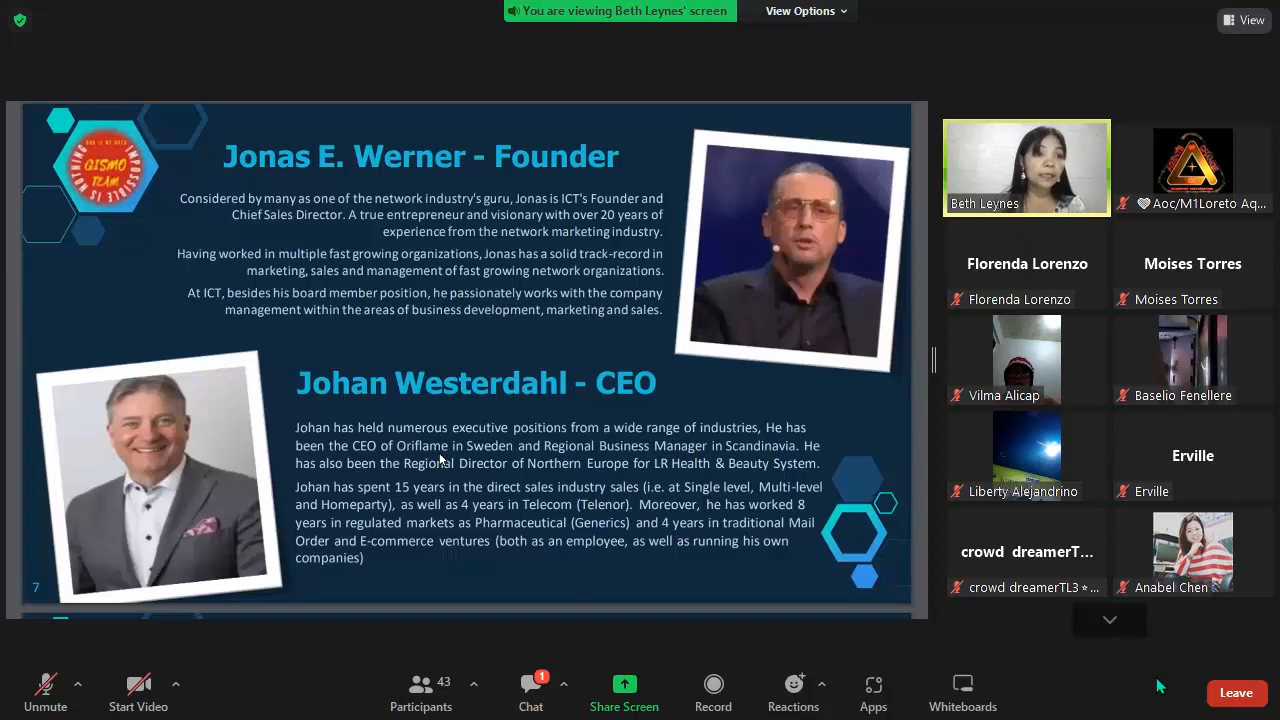 You are viewing Beth Leynes' screen
View Options
View
GOD IS MY BOSS
GISMO
TEAM
NOTHING IS IMPOSSIBLE
Jonas E. Werner - Founder
Considered by many as one of the network industry's guru, Jonas is ICT's Founder and
Chief Sales Director. A true entrepreneur and visionary with over 20 years of
experience from the network marketing industry.
Having worked in multiple fast growing organizations, Jonas has a solid track-record in
marketing, sales and management of fast growing network organizations.
At ICT, besides his board member position, he passionately works with the company
management within the areas of business development, marketing and sales.
Johan Westerdahl - CEO
Johan has held numerous executive positions from a wide range of industries, He has
been the CEO of Oriflame in Sweden and Regional Business Manager in Scandinavia. He
has also been the Regional Director of Northern Europe for LR Health & Beauty System.
Johan has spent 15 years in the direct sales industry sales (i.e. at Single level, Multi-level
and Homeparty), as well as 4 years in Telecom (Telenor). Moreover, he has worked 8
years in regulated markets as Pharmaceutical (Generics) and 4 years in traditional Mail
Order and E-commerce ventures (both as an employee, as well as running his own
companies)
7
Beth Leynes
Aoc/M1Loreto Aq...
Florenda Lorenzo
Florenda Lorenzo
Moises Torres
Moises Torres
Vilma Alicap
Baselio Fenellere
Liberty Alejandrino
Erville
Erville
crowd dreamerT...
crowd dreamerTL3⭐...
Anabel Chen
Unmute
Start Video
43
Participants
1
Chat
Share Screen
Record
Reactions
Apps
Whiteboards
Leave